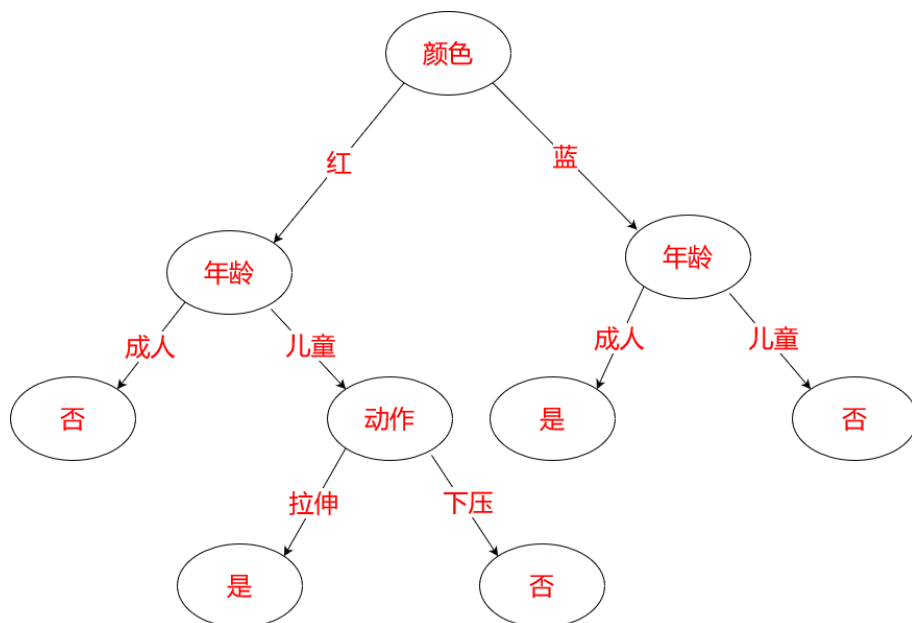 颜色
红
蓝
年龄
年龄
成人
儿童
成人
儿童
否
动作
是
否
拉伸
下压
是
否